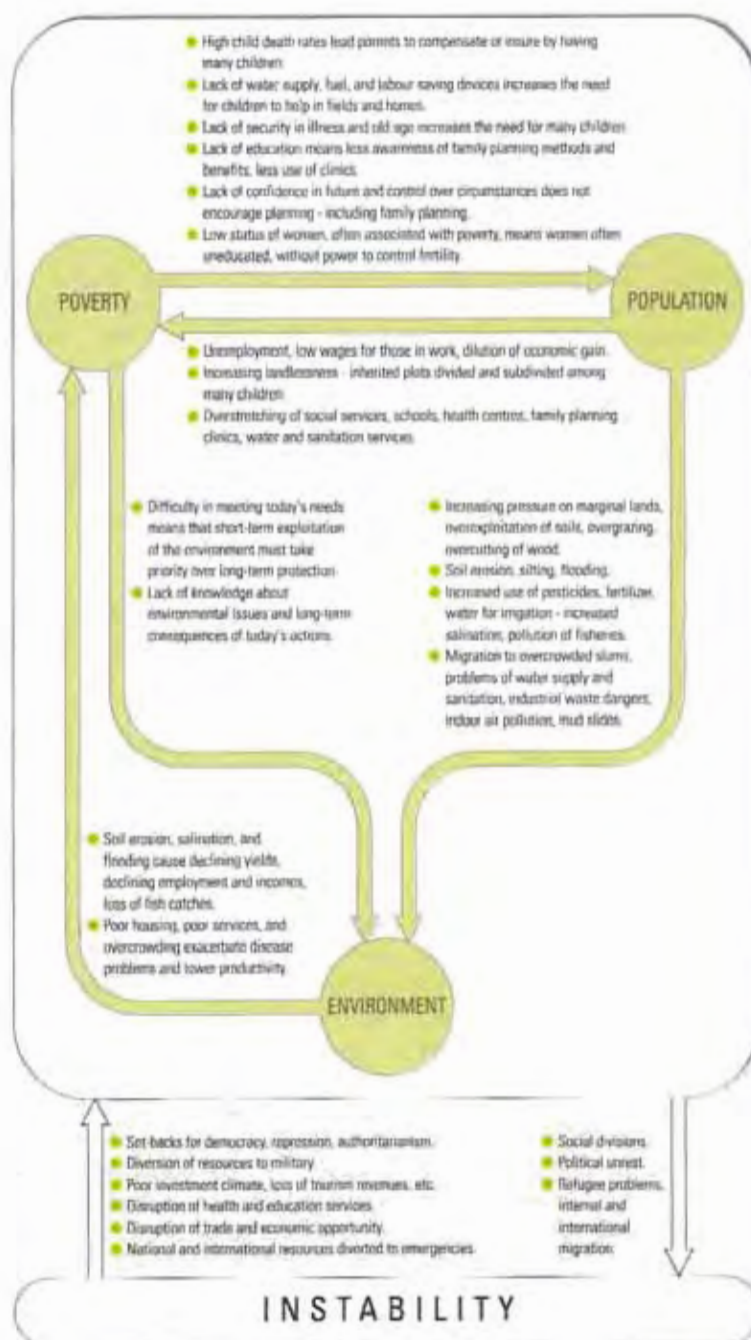 High child death rates lead parents to compensate or insure by having
many children
Lack of water supply, fuel, and labour saving devices increases the need
for children to help in fields and homes.
Lack of security in illness and old age increases the need for many children
Lack of education means less awareness of family planning methods and
benefits, less use of clinics.
Lack of confidence in future and control over circumstances does not
encourage planning - including family planning.
Low status of women, often associated with poverty, means women often
uneducated, without power to control fertility.
POVERTY
POPULATION
Unemployment, low wages for those in work, dilution of economic gain.
Increasing landlessness - inherited plots divided and subdivided among
many children
Overstretching of social services, schools, health centres, family planning
clinics, water and sanitation services.
Difficulty in meeting today's needs
means that short-term exploitation
of the environment must take
priority over long-term protection
Lack of knowledge about
environmental issues and long-term
consequences of today's actions.
Increasing pressure on marginal lands,
overexploitation of soils, overgrazing,
overcutting of wood.
Soil erosion, silting, flooding.
Increased use of pesticides, fertilizer,
water for irrigation - increased
salination, pollution of fisheries.
Migration to overcrowded slums,
problems of water supply and
sanitation, industrial waste dangers,
indoor air pollution, mud slides.
Soil erosion, salination, and
flooding cause declining yields,
declining employment and incomes,
loss of fish catches.
Poor housing, poor services, and
overcrowding exacerbate disease
problems and lower productivity.
ENVIRONMENT
Set-backs for democracy, repression, authoritarianism.
Diversion of resources to military
Poor investment climate, loss of tourism revenues, etc.
Disruption of health and education services
Disruption of trade and economic opportunity.
National and international resources diverted to emergencies.
Social divisions.
Political unrest.
Refugee problems,
internal and
international
migration.
INSTABILITY